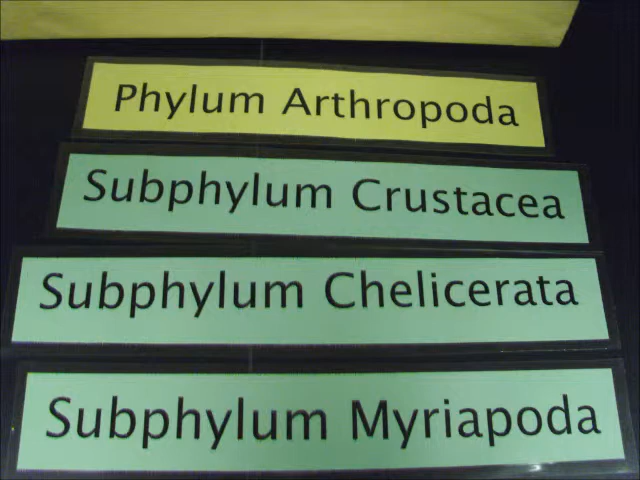 Phylum Arthropoda
Subphylum Crustacea
Subphylum Chelicerata
Subphylum Myriapoda